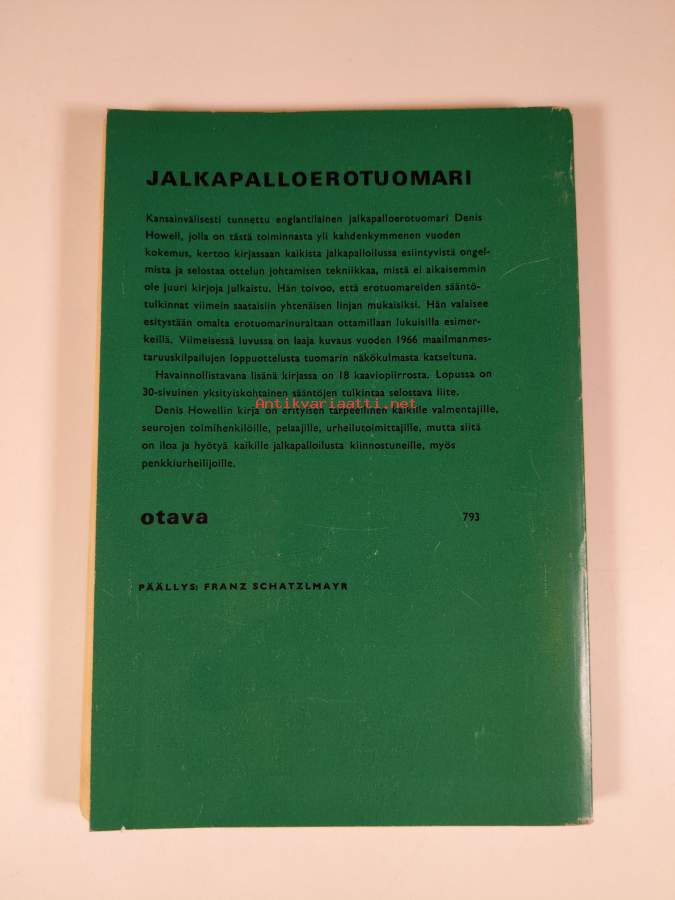 JALKAPALLOEROTUOMARI
Kansainvälisesti tunnettu englantilainen jalkapalloerotuomari Denis
Howell, jolla on tästä toiminnasta yli kahdenkymmenen vuoden
kokemus, kertoo kirjassaan kaikista jalkapalloilussa esiintyvistä ongel-
mista ja selostaa ottelun johtamisen tekniikkaa, mistä ei aikaisemmin
ole juuri kirjoja julkaistu. Hän toivoo, että erotuomareiden sääntö-
tulkinnat viimein saataisiin yhtenäisen linjan mukaisiksi. Hän valaisee
esitystään omalta erotuomarinuraltaan ottamillaan lukuisilla esimer-
keillä. Viimeisessä luvussa on laaja kuvaus vuoden 1966 maailmanmes-
taruuskilpailujen loppuottelusta tuomarin näkökulmasta katseltuna.
Havainnollistavana lisänä kirjassa on 18 kaaviopiirrosta. Lopussa on
30-sivuinen yksityiskohtainen sääntöjen tulkintaa selostava liite.
Antikvariaatti.net
Denis Howellin kirja on erityisen tarpeellinen kaikille valmentajille,
seurojen toimihenkilöille, pelaajille, urheilutoimittajille, mutta siitä
on iloa ja hyötyä kaikille jalkapalloilusta kiinnostuneille, myös
penkkiurheilijoille.
otava 793
PÄÄLLYS: FRANZ SCHATZLMAYR